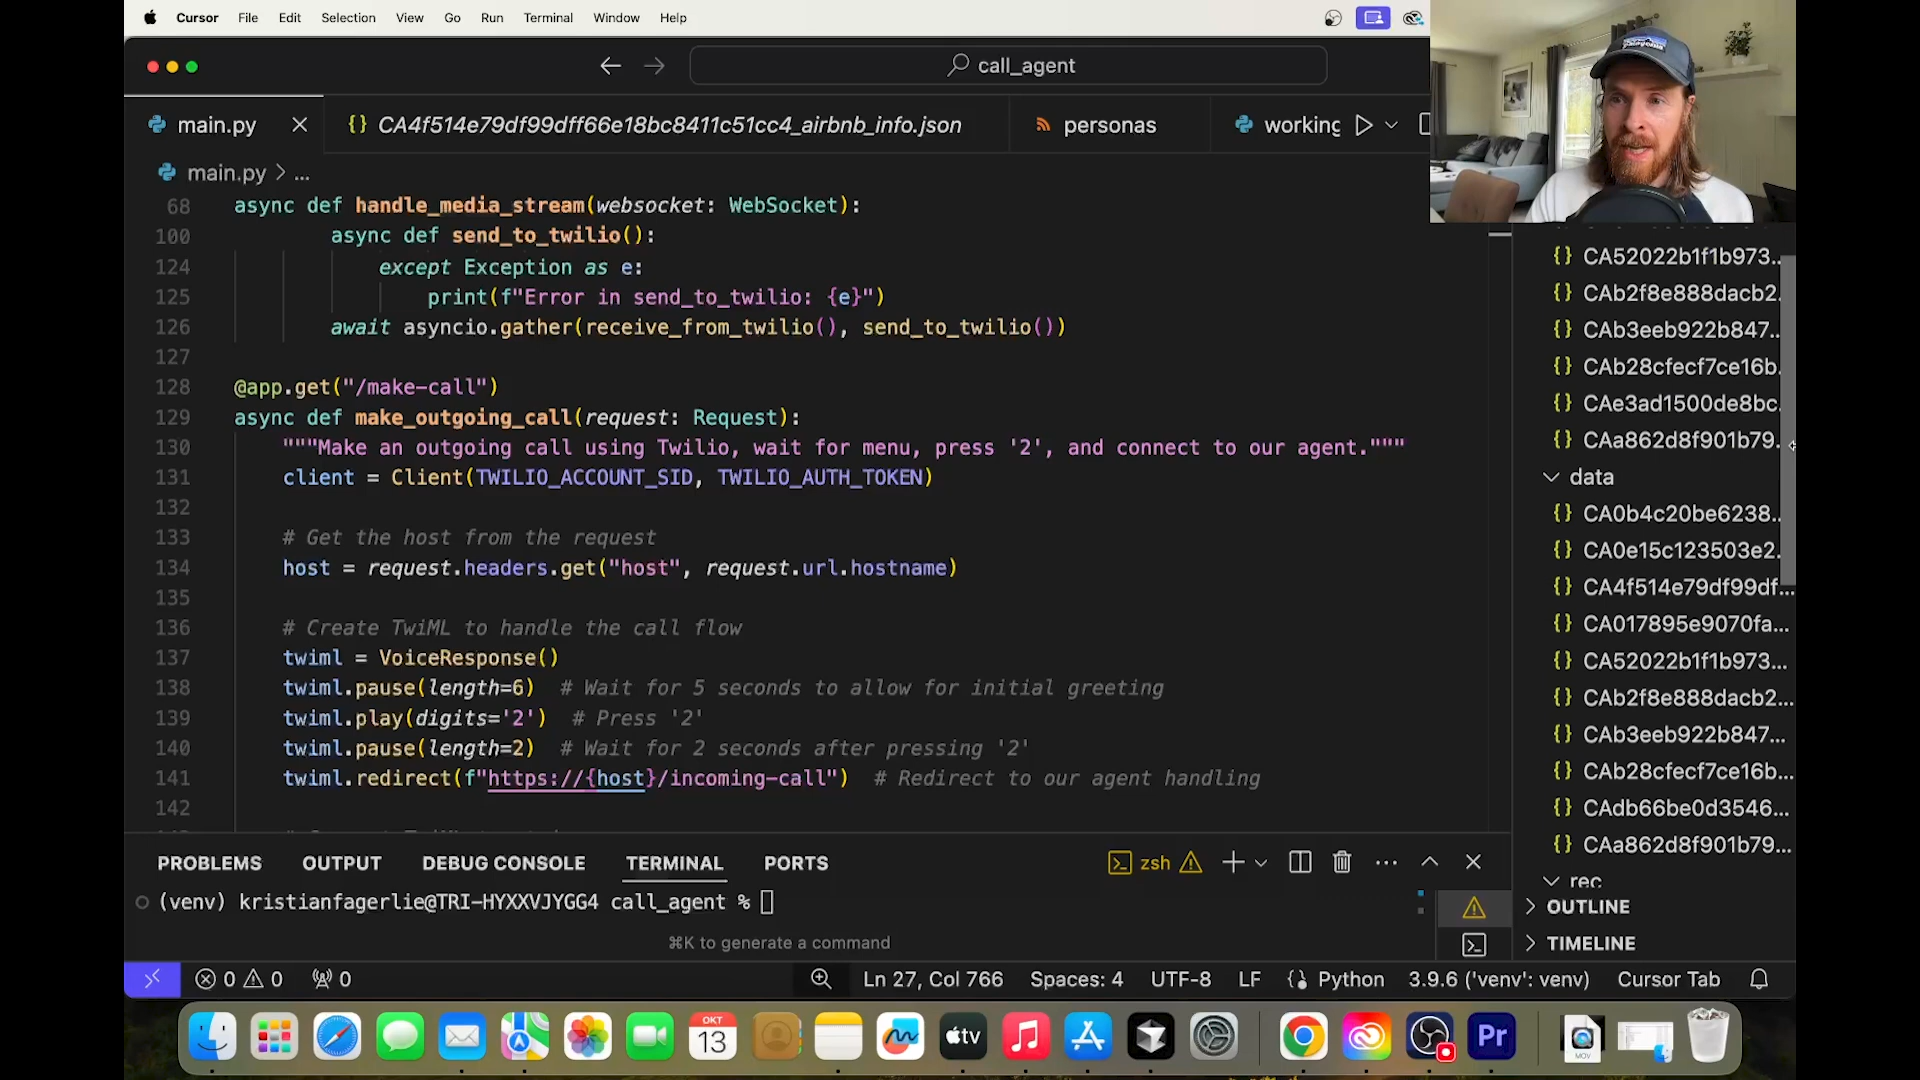 Cursor File Edit Selection View Go Run Terminal Window Help
call_agent
main.py CA4f514e79df99dff66e18bc8411c51cc4_airbnb_info.json personas working
main.py > ...
68 async def handle_media_stream(websocket: WebSocket):
100 async def send_to_twilio():
124 except Exception as e:
125 print(f"Error in send_to_twilio: {e}")
126 await asyncio.gather(receive_from_twilio(), send_to_twilio())
127
128 @app.get("/make-call")
129 async def make_outgoing_call(request: Request):
130 """Make an outgoing call using Twilio, wait for menu, press '2', and connect to our agent."""
131 client = Client(TWILIO_ACCOUNT_SID, TWILIO_AUTH_TOKEN)
132
133 # Get the host from the request
134 host = request.headers.get("host", request.url.hostname)
135
136 # Create TwiML to handle the call flow
137 twiml = VoiceResponse()
138 twiml.pause(length=6) # Wait for 5 seconds to allow for initial greeting
139 twiml.play(digits='2') # Press '2'
140 twiml.pause(length=2) # Wait for 2 seconds after pressing '2'
141 twiml.redirect(f"https://{host}/incoming-call") # Redirect to our agent handling
142
{} CA52022b1f1b973...
{} CAb2f8e888dacb2...
{} CAb3eeb922b847...
{} CAb28cfecf7ce16b...
{} CAe3ad1500de8bc...
{} CAa862d8f901b79...
data
{} CA0b4c20be6238...
{} CA0e15c123503e2...
{} CA4f514e79df99df...
{} CA017895e9070fa...
{} CA52022b1f1b973...
{} CAb2f8e888dacb2...
{} CAb3eeb922b847...
{} CAb28cfecf7ce16b...
{} CAdb66be0d3546...
{} CAa862d8f901b79...
rec
OUTLINE
TIMELINE
PROBLEMS OUTPUT DEBUG CONSOLE TERMINAL PORTS zsh
(venv) kristianfagerlie@TRI-HYXXVJYGG4 call_agent %
⌘K to generate a command
0 0 0 Ln 27, Col 766 Spaces: 4 UTF-8 LF {} Python 3.9.6 ('venv': venv) Cursor Tab
OKT
13
tv
Pr
MOV